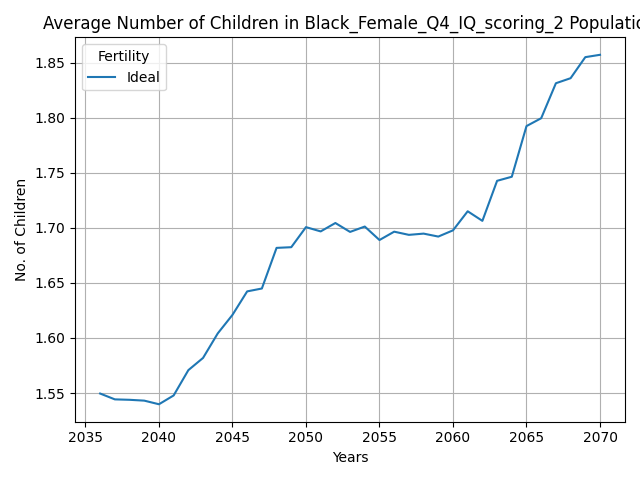 Average Number of Children in Black_Female_Q4_IQ_scoring_2 Populatio
Fertility
Ideal
No. of Children
1.85
1.80
1.75
1.70
1.65
1.60
1.55
2035 2040 2045 2050 2055 2060 2065 2070
Years